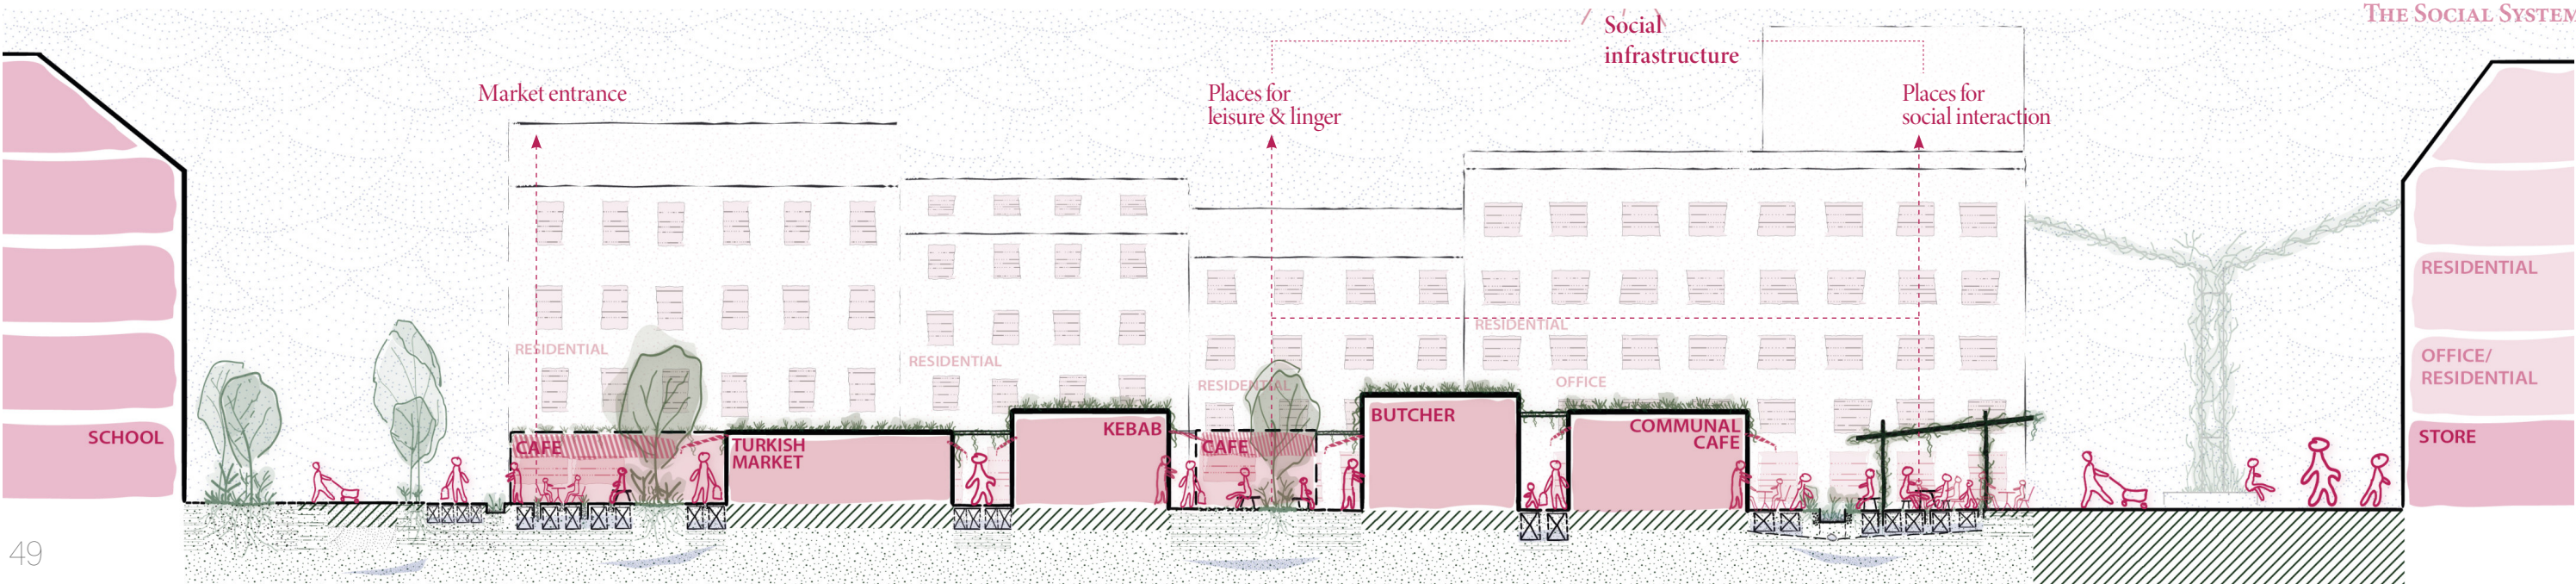 THE SOCIAL SYSTEM
Social
infrastructure
Market entrance
Places for
leisure & linger
Places for
social interaction
RESIDENTIAL
RESIDENTIAL
RESIDENTIAL
RESIDENTIAL
OFFICE
RESIDENTIAL
OFFICE/
RESIDENTIAL
STORE
SCHOOL
CAFE
TURKISH
MARKET
KEBAB
CAFE
BUTCHER
COMMUNAL
CAFE
49